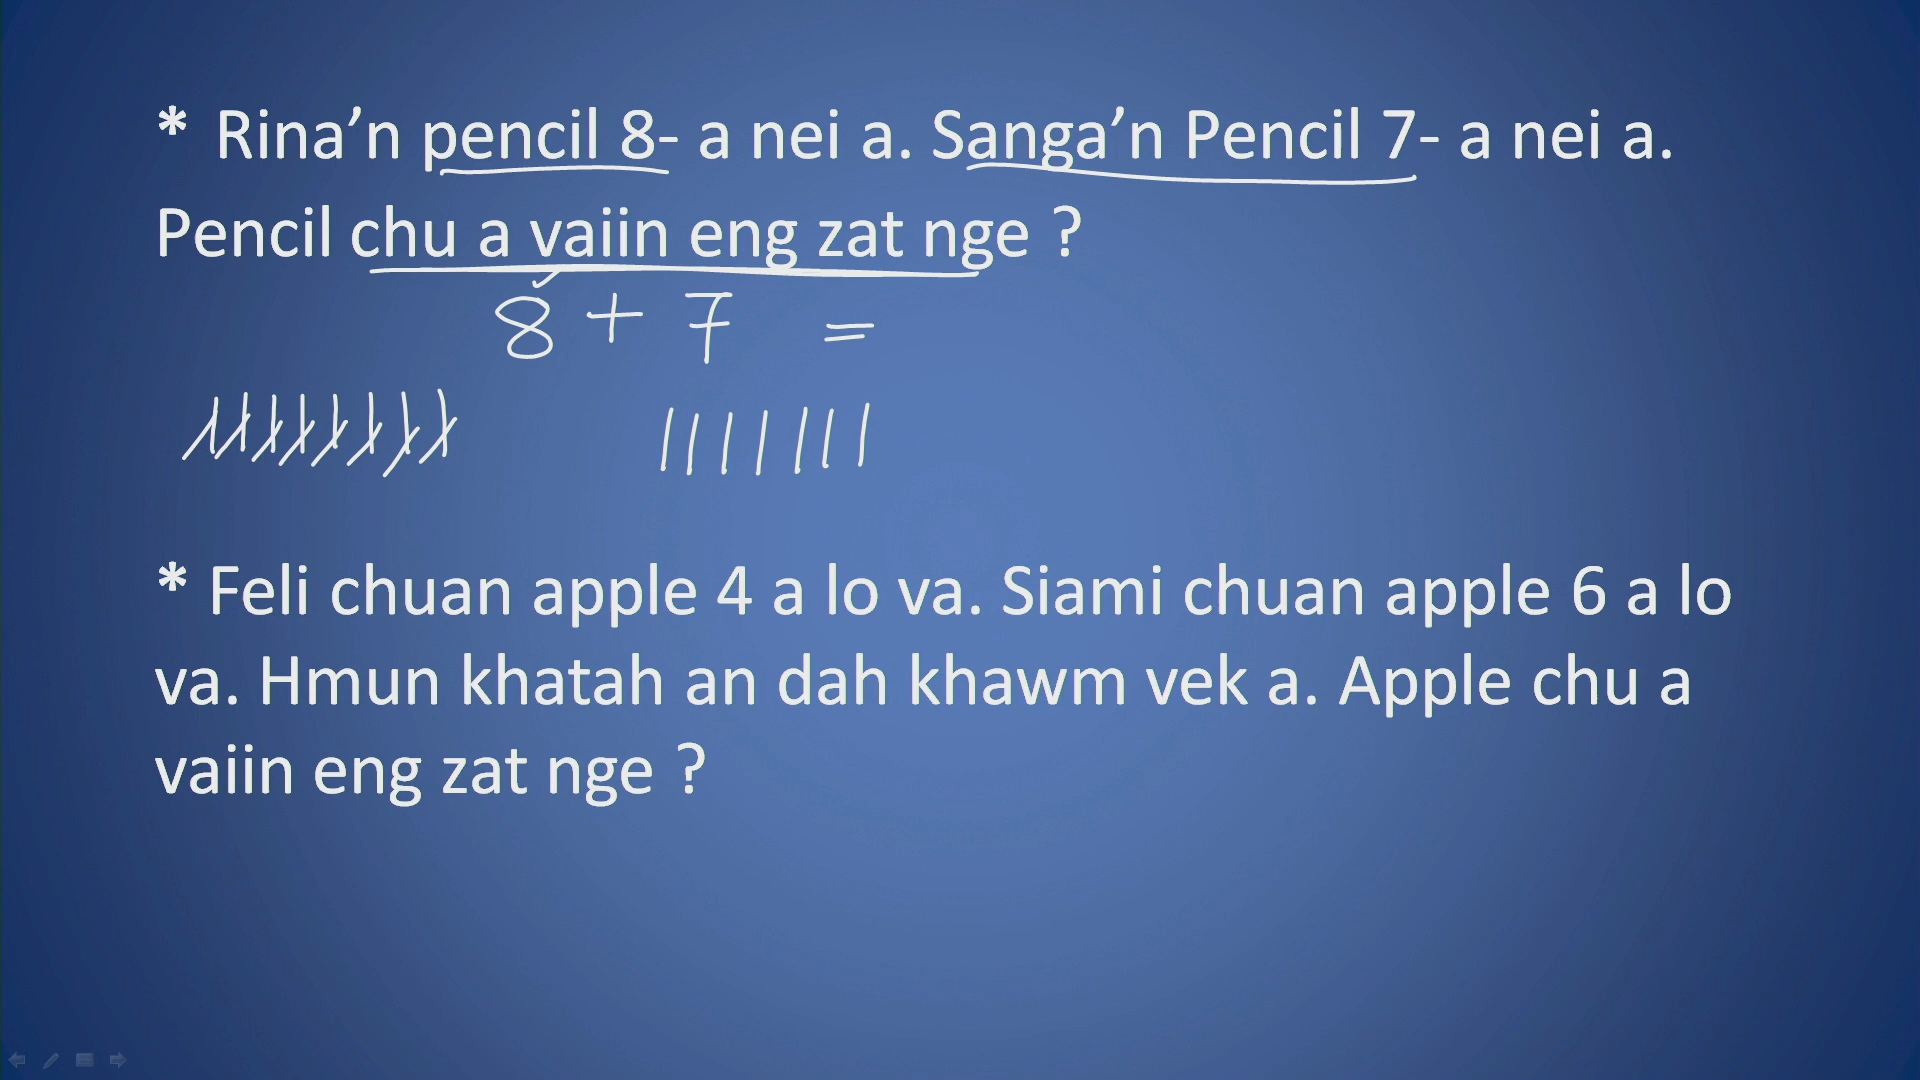 * Rina’n pencil 8- a nei a. Sanga’n Pencil 7- a nei a.
Pencil chu a vaiin eng zat nge ?
8 + 7 =
* Feli chuan apple 4 a lo va. Siami chuan apple 6 a lo
va. Hmun khatah an dah khawm vek a. Apple chu a
vaiin eng zat nge ?